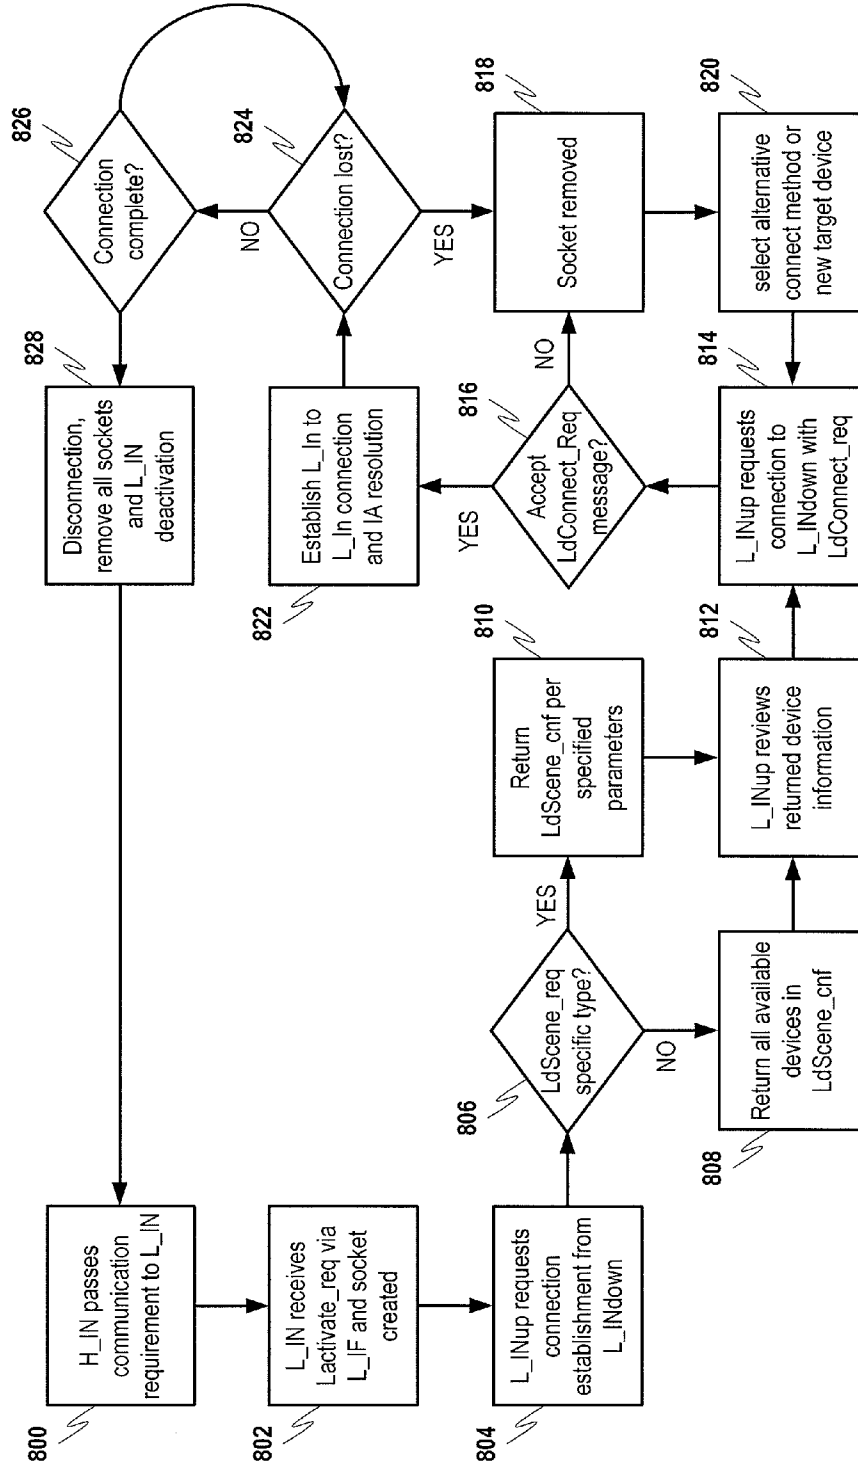 800
H_IN passes
communication
requirement to L_IN
802
L_IN receives
Lactivate_req via
L_IF and socket
created
804
L_INup requests
connection
establishment from
L_INdown
806
LdScene_req
specific type?
YES
NO
808
Return all available
devices in
LdScene_cnf
810
Return
LdScene_cnf per
specified
parameters
812
L_INup reviews
returned device
information
814
L_INup requests
connection to
L_INdown with
LdConnect_req
816
Accept
LdConnect_Req
message?
YES
NO
818
Socket removed
820
select alternative
connect method or
new target device
822
Establish L_In to
L_In connection
and IA resolution
824
Connection lost?
NO
YES
826
Connection
complete?
828
Disconnection,
remove all sockets
and L_IN
deactivation